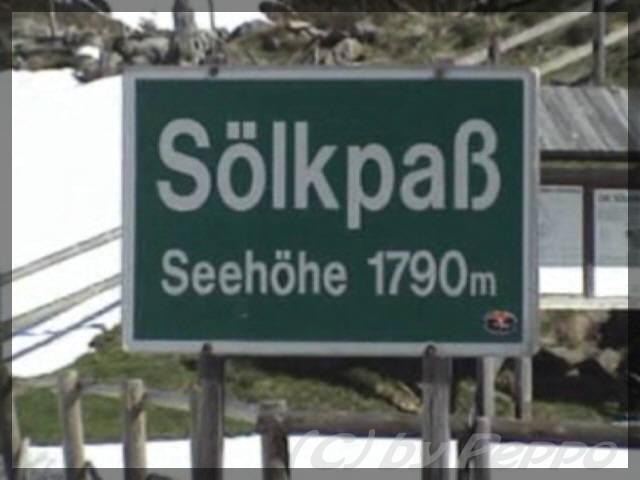 Sölkpaß
Seehöhe 1790m
(C) by Peppo